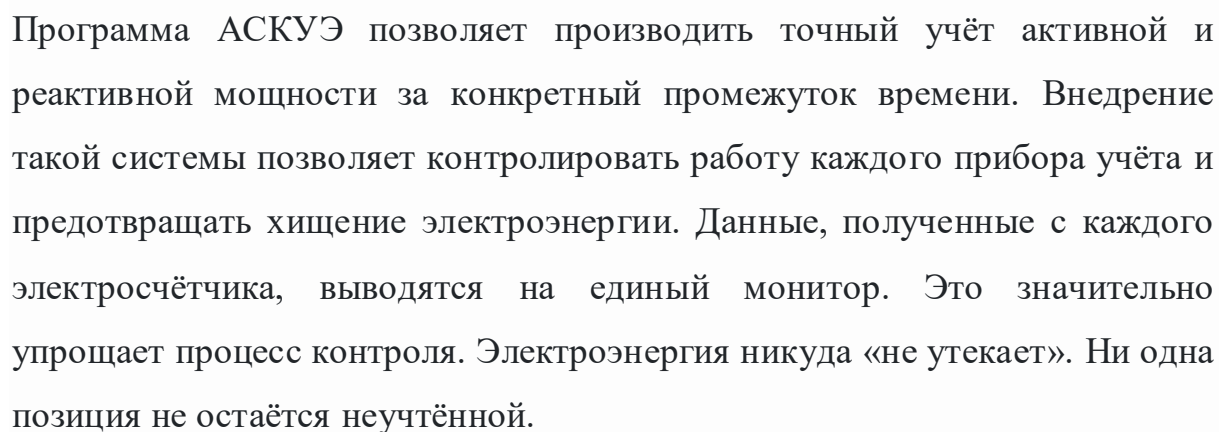 Программа АСКУЭ позволяет производить точный учёт активной и
реактивной мощности за конкретный промежуток времени. Внедрение
такой системы позволяет контролировать работу каждого прибора учёта и
предотвращать хищение электроэнергии. Данные, полученные с каждого
электросчётчика, выводятся на единый монитор. Это значительно
упрощает процесс контроля. Электроэнергия никуда «не утекает». Ни одна
позиция не остаётся неучтённой.